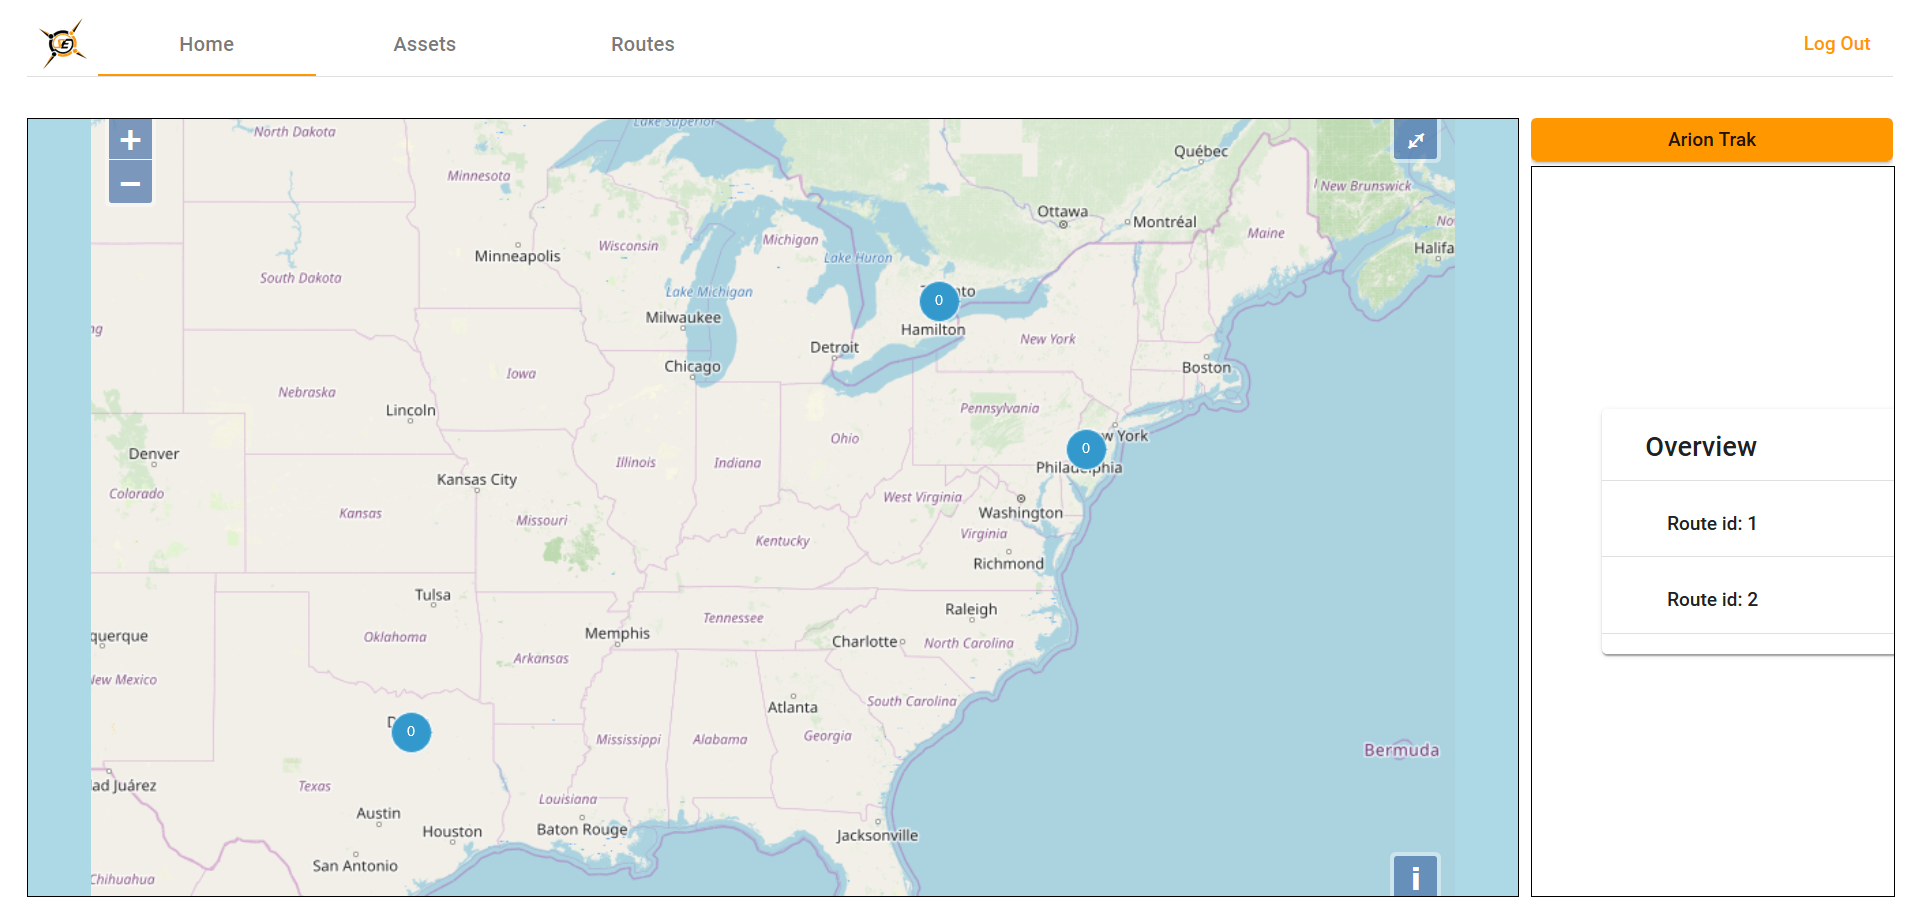 Home
Assets
Routes
Log Out
Arion Trak
+
−
North Dakota
Lake Superior
Québec
Minnesota
New Brunswick
Ottawa
Montréal
Maine
Minneapolis
Wisconsin
Michigan
Lake Huron
Halifa
South Dakota
Lake Michigan
0
Milwaukee
Hamilton
New York
Detroit
Chicago
Boston
Iowa
Nebraska
Lincoln
Pennsylvania
Ohio
0
w York
Denver
Philadelphia
Illinois
Indiana
Kansas City
Colorado
West Virginia
Kansas
Washington
Missouri
Virginia
Kentucky
Richmond
Tulsa
Raleigh
Tennessee
Memphis
Charlotte
North Carolina
querque
Oklahoma
Arkansas
ew Mexico
South Carolina
Atlanta
0
Mississippi
Alabama
Georgia
Bermuda
ad Juárez
Texas
Louisiana
Austin
Houston
Baton Rouge
Jacksonville
San Antonio
Chihuahua
i
Overview
Route id: 1
Route id: 2